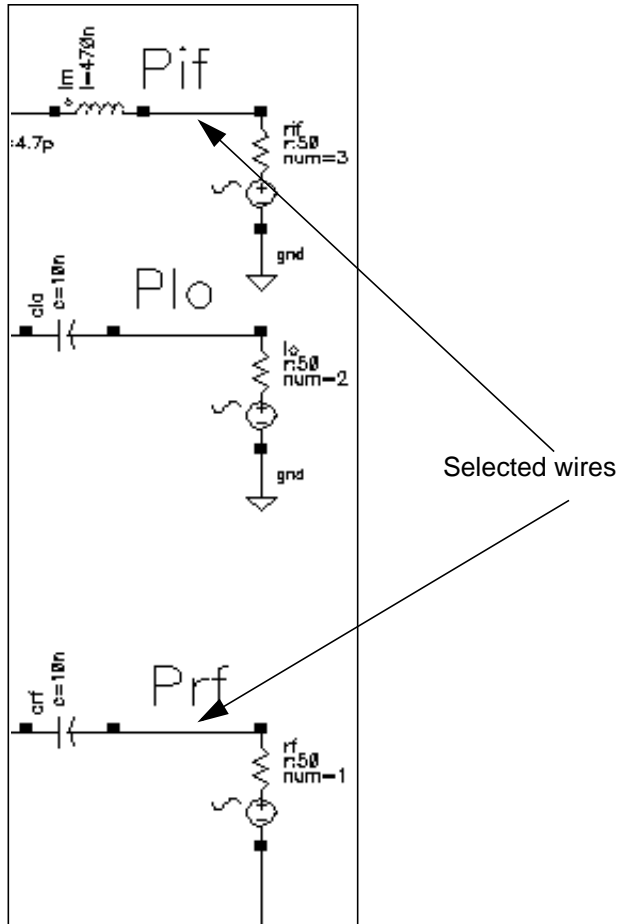 lm
l=470n
Pif
=4.7p
rif
r:50
num=3
gnd
Plo
clo
c=10n
lo
r:50
num=2
gnd
Selected wires
Prf
crf
c=10n
rf
r:50
num=1